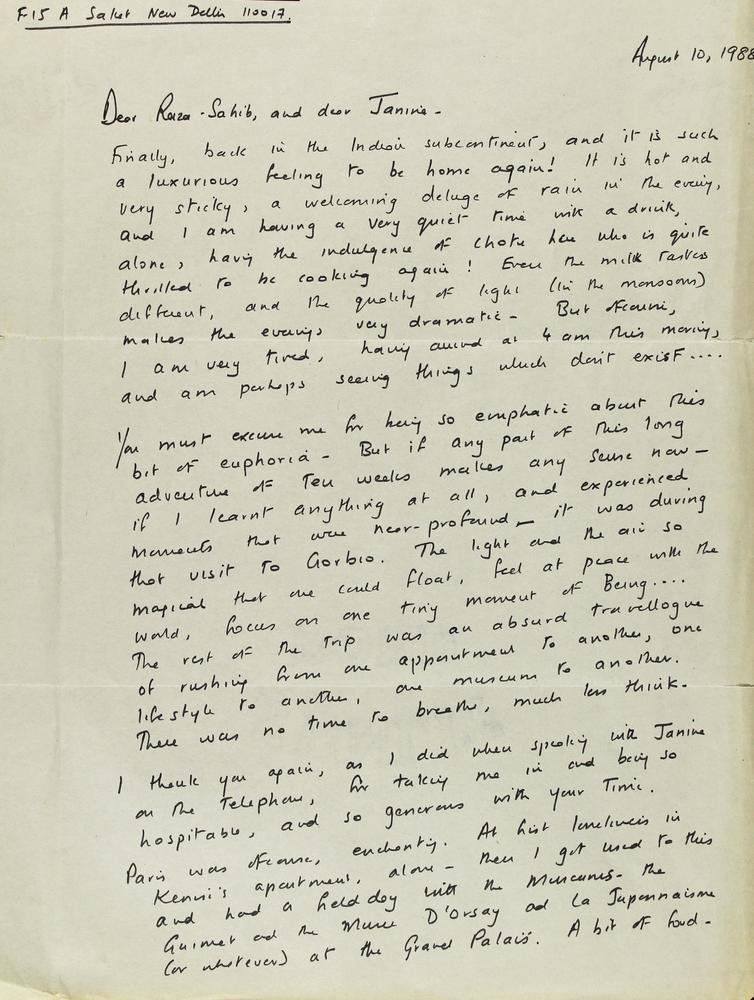 F15 A Saket New Delhi 110017.
August 10, 1988
Dear Raza-Sahib, and dear Janine -
Finally, back in the Indian subcontinent, and it is such
a luxurious feeling to be home again! It is hot and
very sticky, a welcoming deluge of rain in the evening,
and I am having a very quiet time with a drink,
alone, having the indulgence of Chote here who is quite
thrilled to be cooking again! Even the milk tastes
different, and the quality of light (in the monsoons)
makes the evenings very dramatic - But ofcourse,
I am very tired, having arrived at 4 am this morning,
and am perhaps seeing things which don't exist....
You must excuse me for being so emphatic about this
bit of euphoria - But if any part of this long
adventure of Ten weeks makes any sense now -
if I learnt anything at all, and experienced
moments that were near-profound - it was during
that visit to Gorbio. The light and the air so
magical that one could float, feel at peace with the
world, focus on one tiny moment of Being....
The rest of the Trip was an absurd travellogue
of rushing from one appointment to another, one
lifestyle to another, one museum to another.
There was no time to breathe, much less think.
I thank you again, as I did when speaking with Janine
on the Telephone, for taking me in and being so
hospitable, and so generous with your Time.
Paris was ofcourse, enchanting. At first loneliness in
Kenni's apartment, alone - then I got used to this
and had a field day with the Museums - the
Guimet and the Musee D'Orsay and La Japonnaisme
(or whatever) at the Grand Palais. A bit of food -